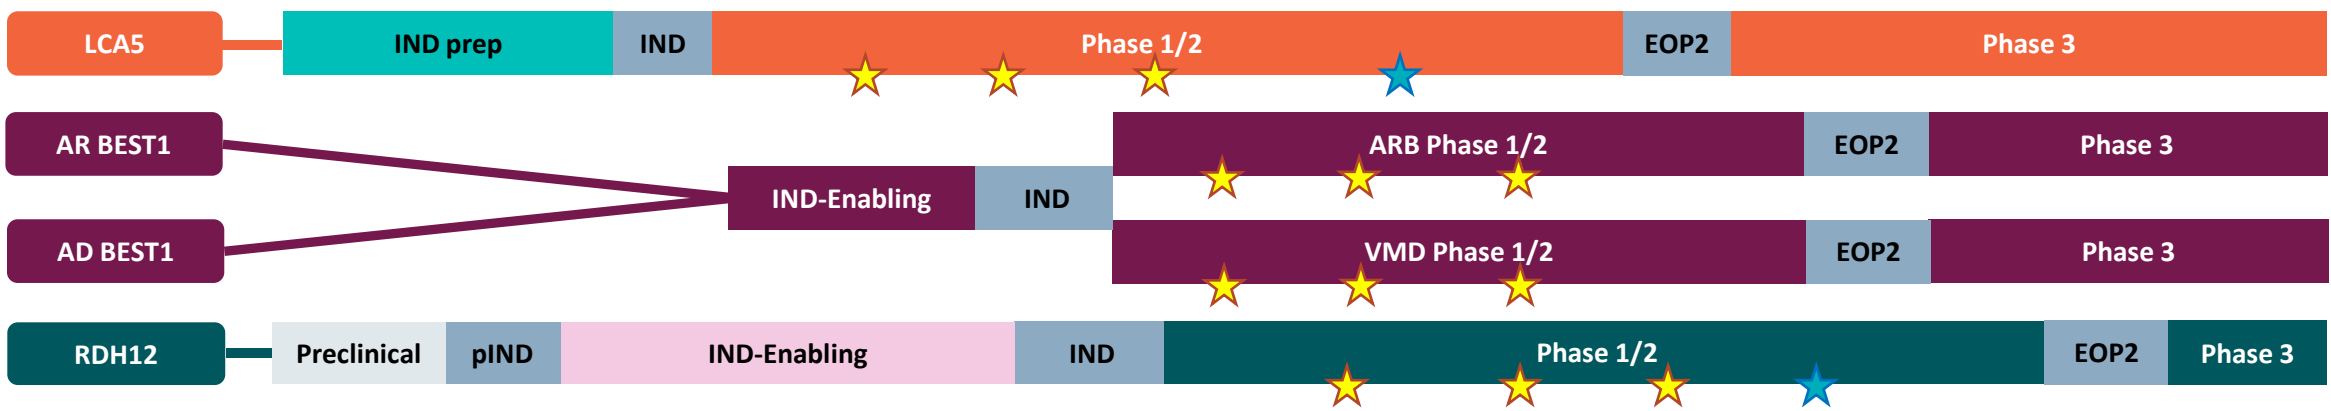 LCA5
IND prep
IND
Phase 1/2
EOP2
Phase 3
AR BEST1
ARB Phase 1/2
EOP2
Phase 3
IND-Enabling
IND
AD BEST1
VMD Phase 1/2
EOP2
Phase 3
RDH12
Preclinical
pIND
IND-Enabling
IND
Phase 1/2
EOP2
Phase 3